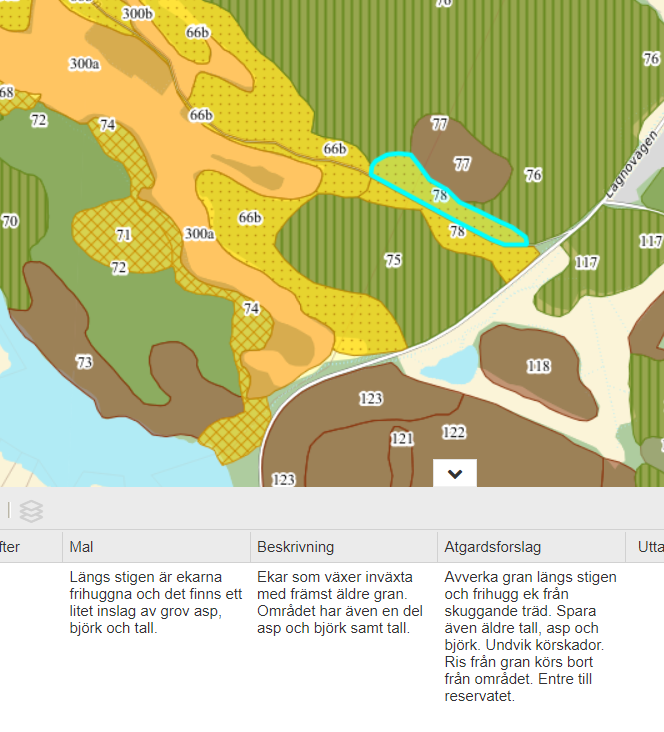 76
300b
66b
76
300a
68
66b
72
74
77
66b
77
76
Lagnövägen
78
70
66b
71
300a
78
117
117
72
75
74
73
118
123
122
121
123
fter
Mal
Beskrivning
Atgardsforslag
Utta
Längs stigen är ekarna
frihuggna och det finns ett
litet inslag av grov asp,
björk och tall.
Ekar som växer inväxta
med främst äldre gran.
Området har även en del
asp och björk samt tall.
Avverka gran längs stigen
och frihugg ek från
skuggande träd. Spara
även äldre tall, asp och
björk. Undvik körskador.
Ris från gran körs bort
från området. Entre till
reservatet.